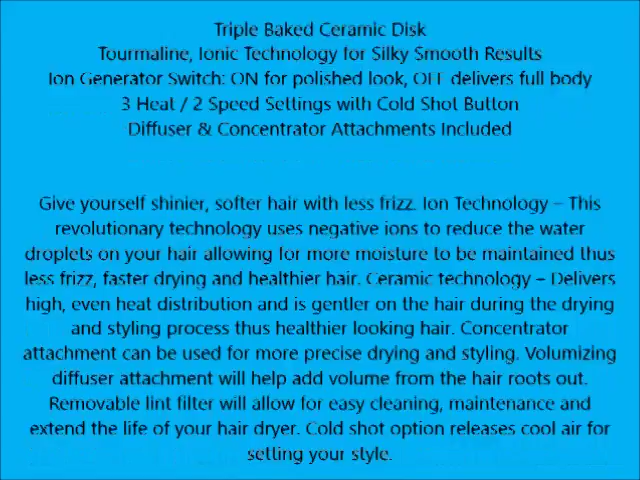 Triple Baked Ceramic Disk
Tourmaline, Ionic Technology for Silky Smooth Results
Ion Generator Switch: ON for polished look, OFF delivers full body
3 Heat / 2 Speed Settings with Cold Shot Button
Diffuser & Concentrator Attachments Included
Give yourself shinier, softer hair with less frizz. Ion Technology – This
revolutionary technology uses negative ions to reduce the water
droplets on your hair allowing for more moisture to be maintained thus
less frizz, faster drying and healthier hair. Ceramic technology – Delivers
high, even heat distribution and is gentler on the hair during the drying
and styling process thus healthier looking hair. Concentrator
attachment can be used for more precise drying and styling. Volumizing
diffuser attachment will help add volume from the hair roots out.
Removable lint filter will allow for easy cleaning, maintenance and
extend the life of your hair dryer. Cold shot option releases cool air for
setting your style.